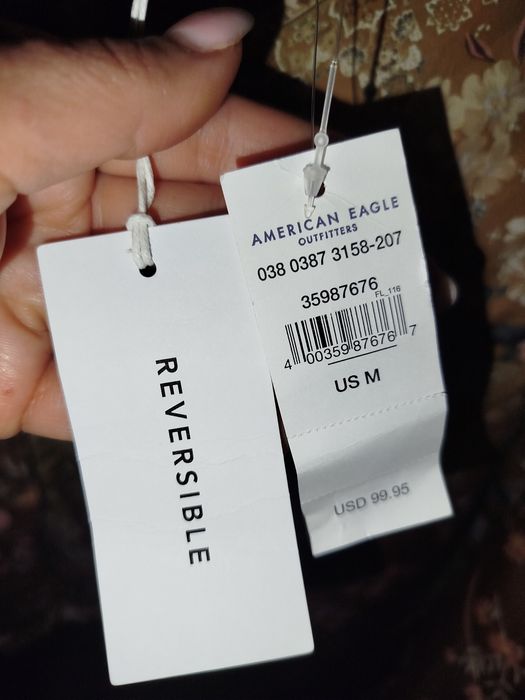 REVERSIBLE
AMERICAN EAGLE
OUTFITTERS
038 0387 3158-207
35987676
FL_116
4 00359 87676 7
US M
USD 99.95